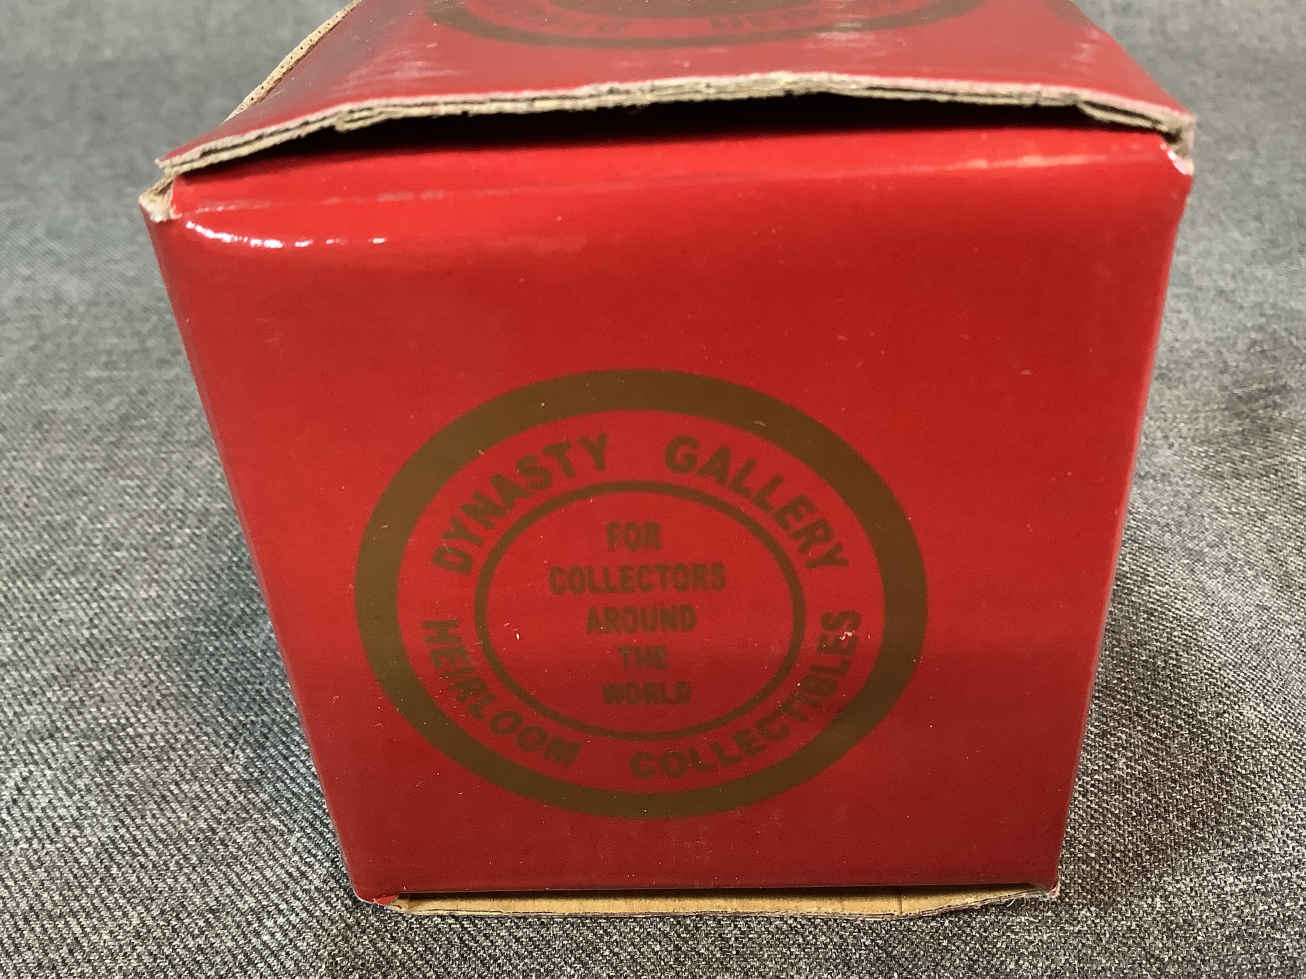 DYNASTY GALLERY
FOR
COLLECTORS
AROUND
THE
WORLD
HEIRLOOM COLLECTIBLES